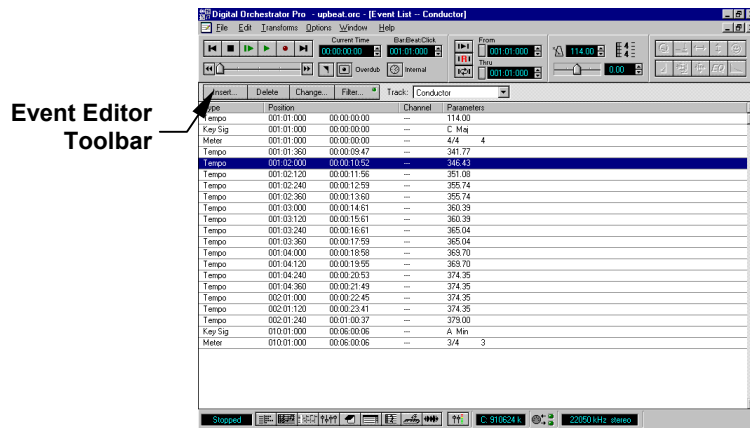 Digital Orchestrator Pro - upbeat.orc - [Event List -- Conductor]
File Edit Transforms Options Window Help
Current Time Bar:Beat:Click From
00:00:00:00 001:01:000 001:01:000 114.00 4 4
Thru
Overdub Internal 001:01:000 0.00 EQ
Insert... Delete Change... Filter... Track: Conductor
Event Editor Toolbar
Type Position Channel Parameters
Tempo 001:01:000 00:00:00:00 --- 114.00
Key Sig 001:01:000 00:00:00:00 --- C Maj
Meter 001:01:000 00:00:00:00 --- 4/4 4
Tempo 001:01:360 00:00:09:47 --- 341.77
Tempo 001:02:000 00:00:10:52 --- 346.43
Tempo 001:02:120 00:00:11:56 --- 351.08
Tempo 001:02:240 00:00:12:59 --- 355.74
Tempo 001:02:360 00:00:13:60 --- 355.74
Tempo 001:03:000 00:00:14:61 --- 360.39
Tempo 001:03:120 00:00:15:61 --- 360.39
Tempo 001:03:240 00:00:16:61 --- 365.04
Tempo 001:03:360 00:00:17:59 --- 365.04
Tempo 001:04:000 00:00:18:58 --- 369.70
Tempo 001:04:120 00:00:19:55 --- 369.70
Tempo 001:04:240 00:00:20:53 --- 374.35
Tempo 001:04:360 00:00:21:49 --- 374.35
Tempo 002:01:000 00:00:22:45 --- 374.35
Tempo 002:01:120 00:00:23:41 --- 374.35
Tempo 002:01:240 00:01:00:37 --- 379.00
Key Sig 010:01:000 00:06:00:06 --- A Min
Meter 010:01:000 00:06:00:06 --- 3/4 3
Stopped C: 910624 k 22050 kHz stereo